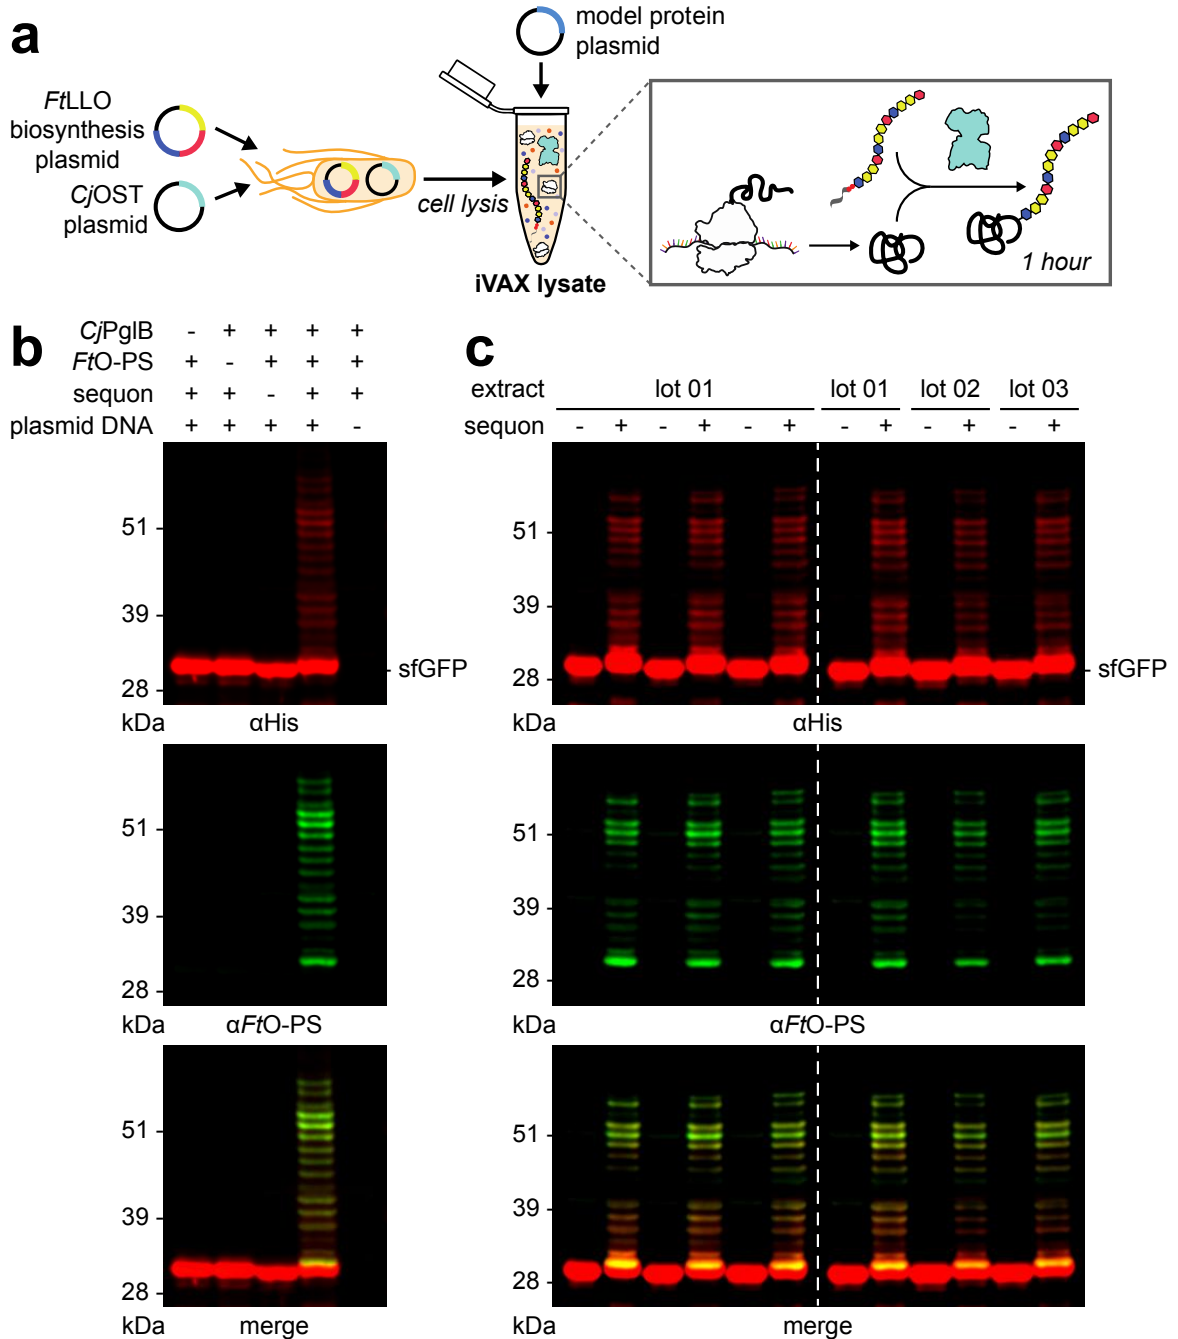 a
model protein
plasmid
FtLLO
biosynthesis
plasmid
CjOST
plasmid
cell lysis
iVAX lysate
1 hour
b
CjPglB - + + + +
FtO-PS + - + + +
sequon + + - + +
plasmid DNA + + + + -
51
39
28
sfGFP
kDa αHis
51
39
28
kDa αFtO-PS
51
39
28
kDa merge
c
extract lot 01 lot 01 lot 02 lot 03
sequon - + - + - + - + - + - +
51
39
28
sfGFP
kDa αHis
51
39
28
kDa αFtO-PS
51
39
28
kDa merge